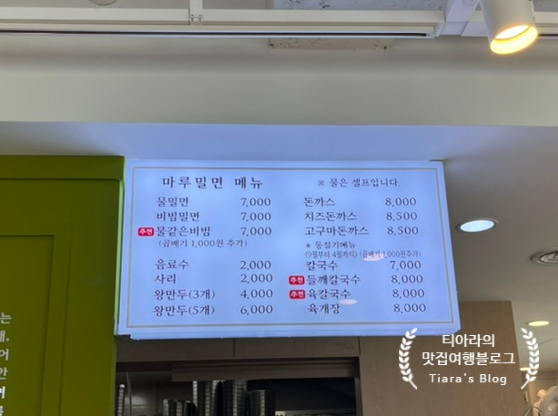 마루밀면 메뉴
물밀면 7,000
비빔밀면 7,000
추천 물같은비빔 7,000
(곱빼기 1,000원 추가)
음료수 2,000
사리 2,000
왕만두(3개) 4,000
왕만두(5개) 6,000
※ 물은 셀프입니다.
돈까스 8,000
치즈돈까스 8,500
고구마돈까스 8,500
* 동절기메뉴
(9월부터 4월까지) (곱빼기 1,000원추가)
칼국수 7,000
추천 들깨칼국수 8,000
추천 육칼국수 8,000
육개장 8,000
는
어
안
티아라의
맛집여행블로그
Tiara's Blog